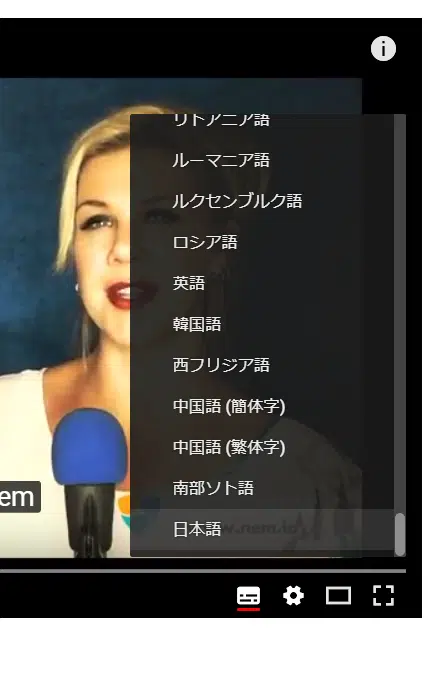 リトアニア語
ルーマニア語
ルクセンブルク語
ロシア語
英語
韓国語
西フリジア語
中国語 (簡体字)
中国語 (繁体字)
南部ソト語
em
日本語